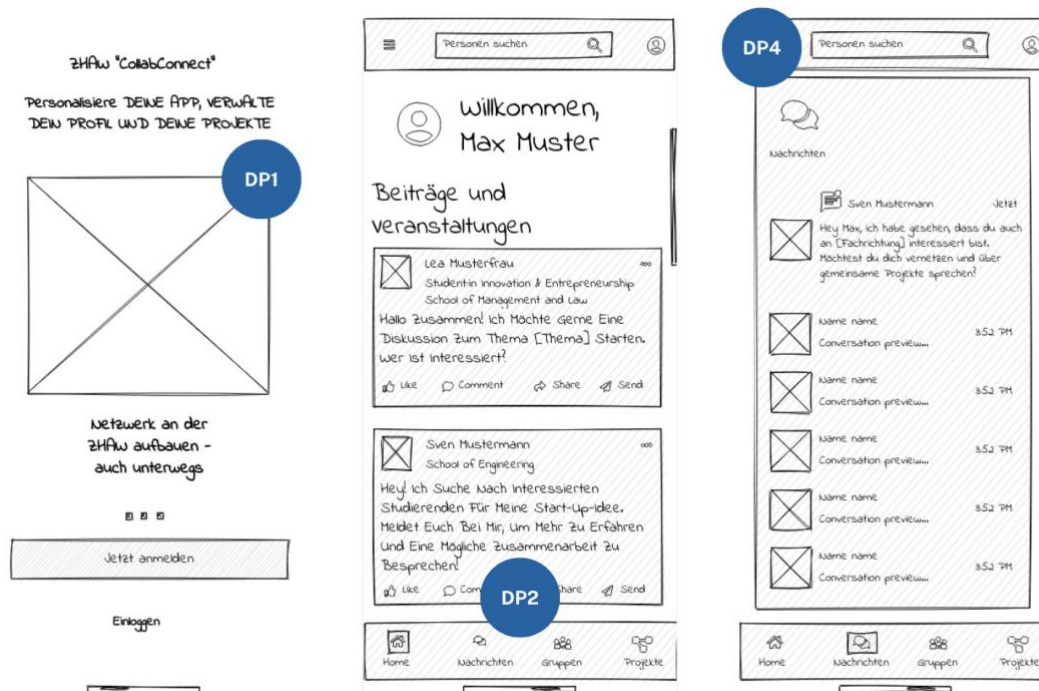 ZHAW "CollabConnect"
Personalisiere DEINE APP, VERWALTE
DEIN PROFIL UND DEINE PROJEKTE
DP1
Netzwerk an der
ZHAW aufbauen -
auch unterwegs
Jetzt anmelden
Einloggen
Personen suchen
Willkommen,
Max Muster
Beiträge und
Veranstaltungen
Lea Musterfrau
Studentin Innovation & Entrepreneurship
School of Management and Law
Hallo Zusammen! Ich Möchte Gerne Eine
Diskussion Zum Thema [Thema] Starten.
Wer Ist Interessiert?
Like Comment Share Send
Sven Mustermann
School of Engineering
Hey! Ich Suche Nach Interessierten
Studierenden Für Meine Start-Up-Idee.
Meldet Euch Bei Mir, Um Mehr Zu Erfahren
Und Eine Mögliche Zusammenarbeit Zu
Besprechen!
Like Com hare Send
DP2
Home Nachrichten Gruppen Projekte
DP4
Personen suchen
Nachrichten
Sven Mustermann Jetzt
Hey Max, ich habe gesehen, dass du auch
an [Fachrichtung] interessiert bist.
Möchtest du dich vernetzen und über
gemeinsame Projekte sprechen?
Name name
Conversation preview... 3:52 PM
Name name
Conversation preview... 3:52 PM
Name name
Conversation preview... 3:52 PM
Name name
Conversation preview... 3:52 PM
Name name
Conversation preview... 3:52 PM
Home Nachrichten Gruppen Projekte